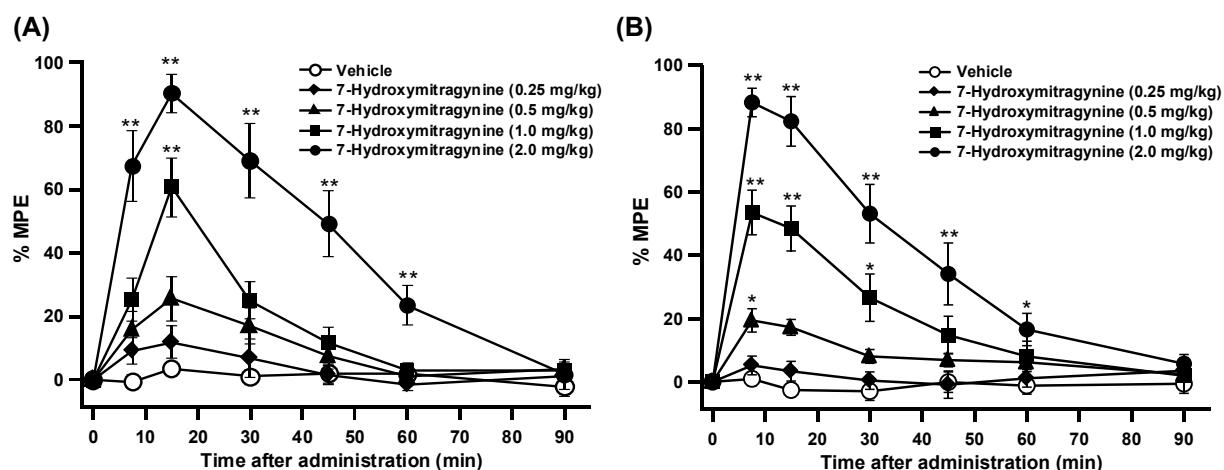 (A)
100
80
60
40
20
0
% MPE
**
**
**
**
**
**
Vehicle
7-Hydroxymitragynine (0.25 mg/kg)
7-Hydroxymitragynine (0.5 mg/kg)
7-Hydroxymitragynine (1.0 mg/kg)
7-Hydroxymitragynine (2.0 mg/kg)
0 10 20 30 40 50 60 70 80 90
Time after administration (min)
(B)
100
80
60
40
20
0
% MPE
**
**
**
**
*
**
**
*
*
Vehicle
7-Hydroxymitragynine (0.25 mg/kg)
7-Hydroxymitragynine (0.5 mg/kg)
7-Hydroxymitragynine (1.0 mg/kg)
7-Hydroxymitragynine (2.0 mg/kg)
0 10 20 30 40 50 60 70 80 90
Time after administration (min)